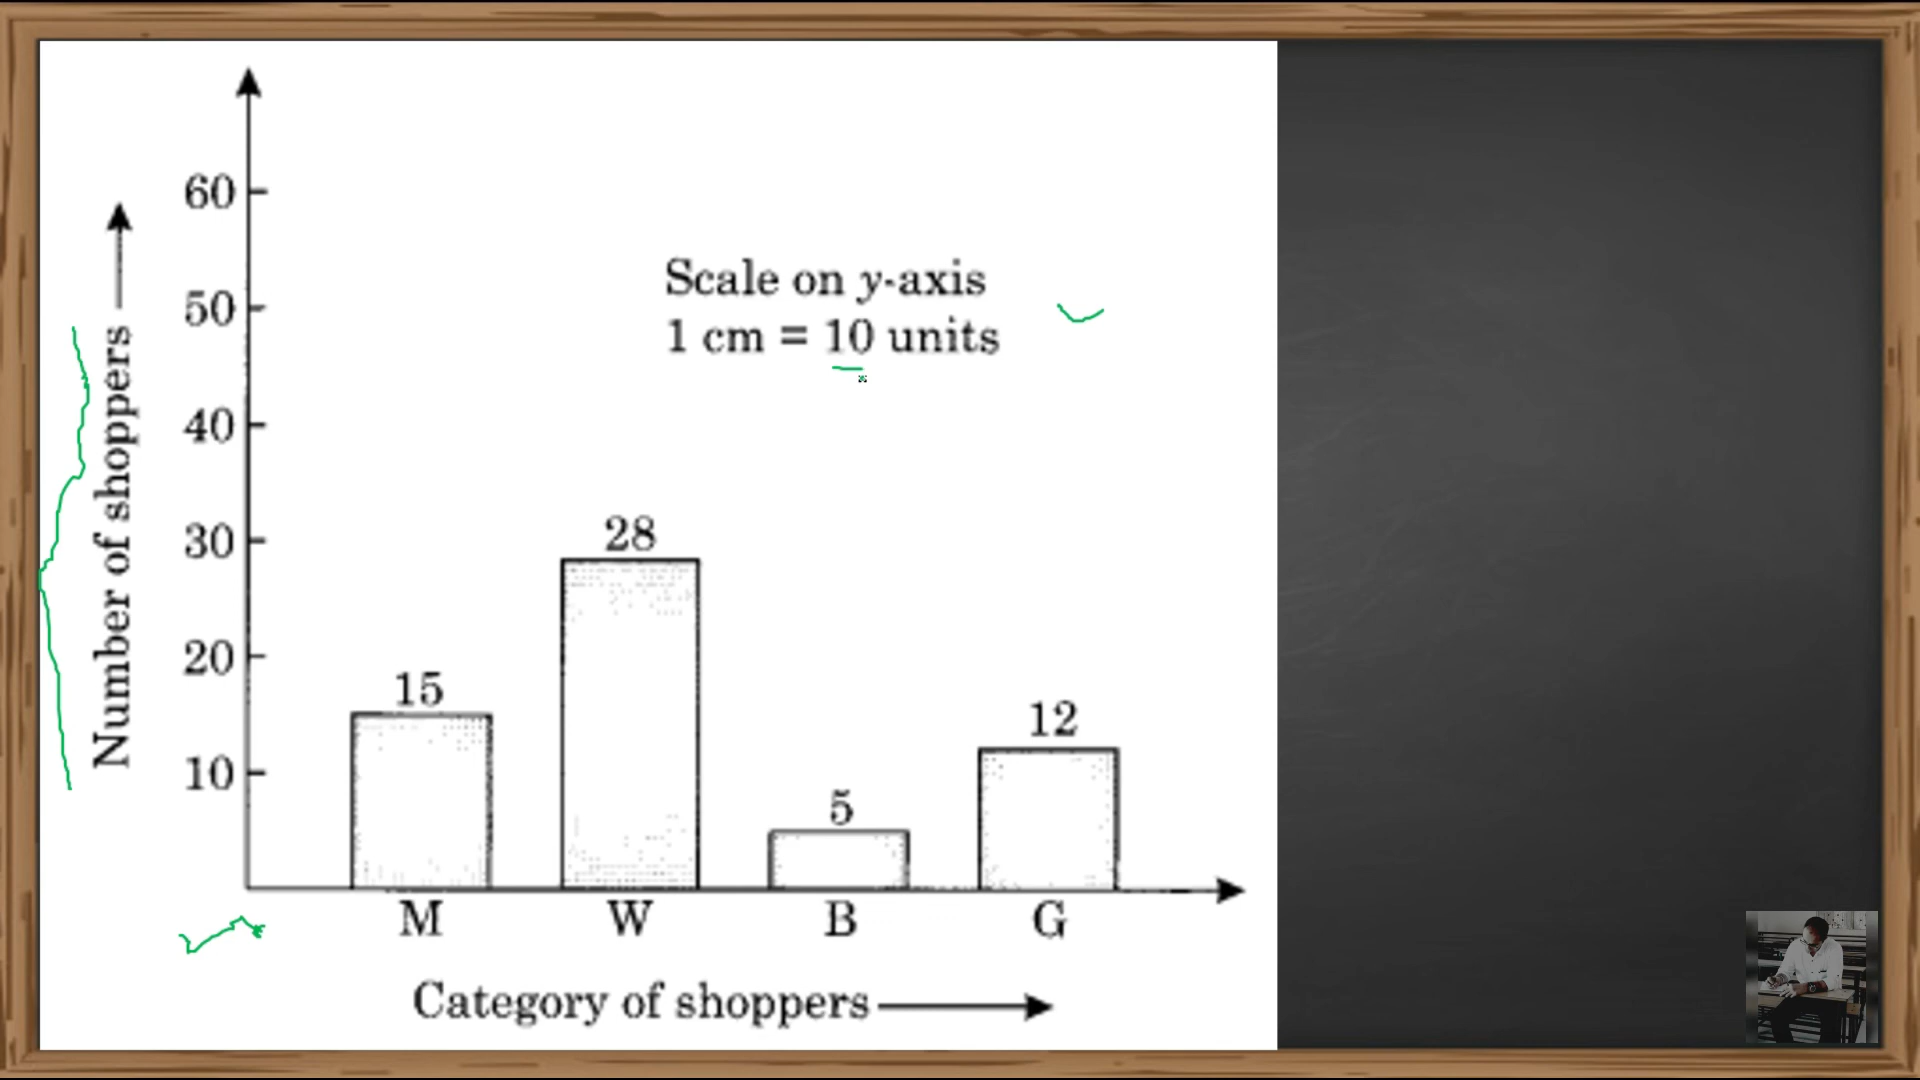 60
50
40
30
20
10
Number of shoppers
Scale on y-axis
1 cm = 10 units
15
28
5
12
M W B G
Category of shoppers